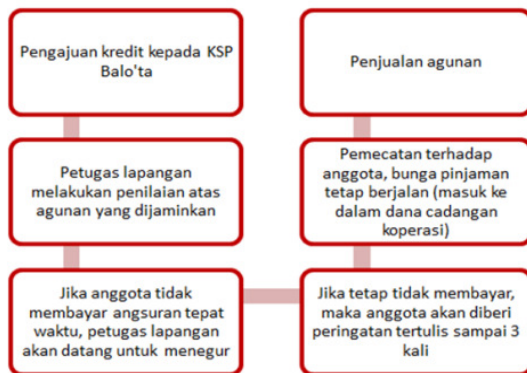 Pengajuan kredit kepada KSP
Balo'ta
Petugas lapangan
melakukan penilaian atas
agunan yang dijaminkan
Jika anggota tidak
membayar angsuran tepat
waktu, petugas lapangan
akan datang untuk menegur
Jika tetap tidak membayar,
maka anggota akan diberi
peringatan tertulis sampai 3
kali
Pemecatan terhadap
anggota, bunga pinjaman
tetap berjalan (masuk ke
dalam dana cadangan
koperasi)
Penjualan agunan